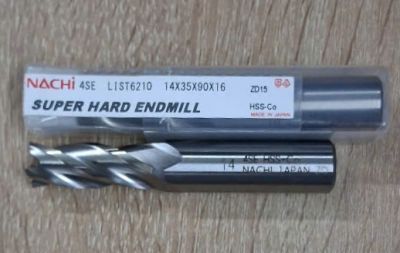 NACHi 4SE LIST6210 14X35X90X16 ZD15
SUPER HARD ENDMILL HSS-Co
MADE IN JAPAN
14 4SE HSS-Co
NACHI JAPAN ZD